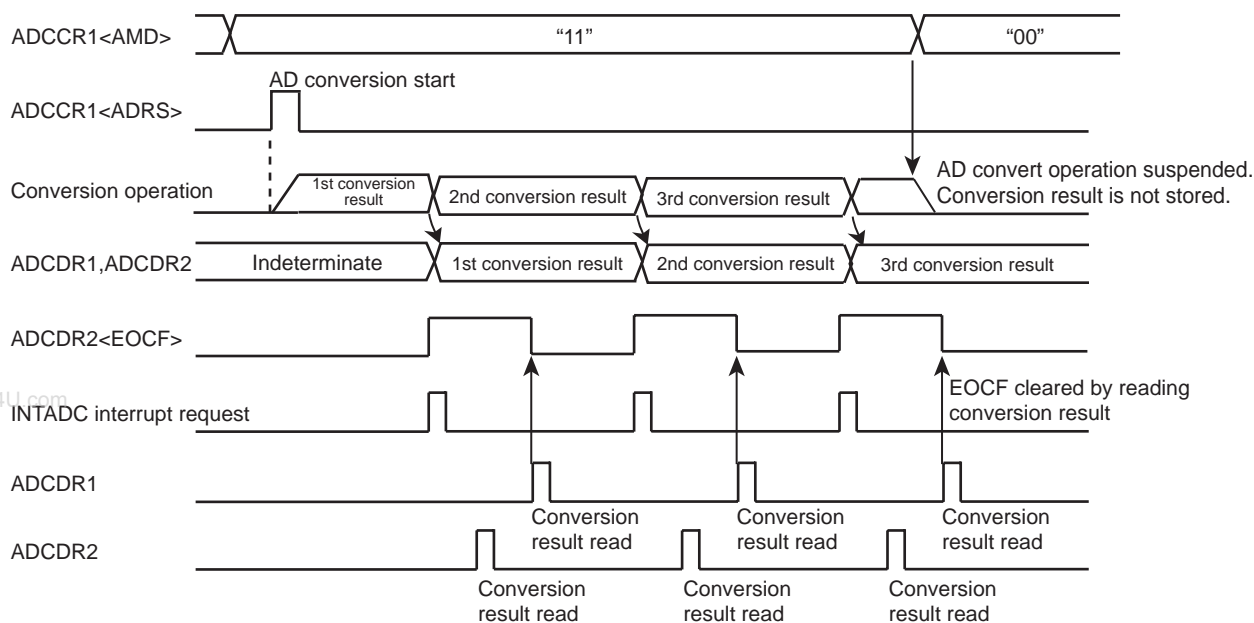 ADCCR1<AMD>
“11”
“00”
AD conversion start
ADCCR1<ADRS>
AD convert operation suspended.
Conversion result is not stored.
Conversion operation
1st conversion
result
2nd conversion result
3rd conversion result
ADCDR1,ADCDR2
Indeterminate
1st conversion result
2nd conversion result
3rd conversion result
ADCDR2<EOCF>
EOCF cleared by reading
conversion result
4U.com
INTADC interrupt request
ADCDR1
Conversion
result read
Conversion
result read
Conversion
result read
ADCDR2
Conversion
result read
Conversion
result read
Conversion
result read